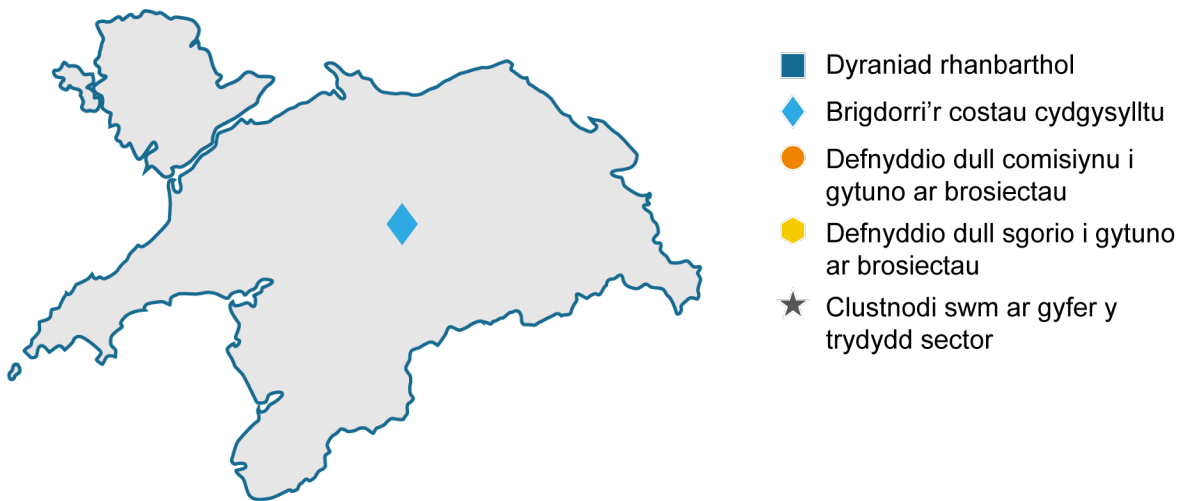 Dyraniad rhanbarthol
Brigdorri’r costau cydgysylltu
Defnyddio dull comisiynu i
gytuno ar brosiectau
Defnyddio dull sgorio i gytuno
ar brosiectau
Clustnodi swm ar gyfer y
trydydd sector